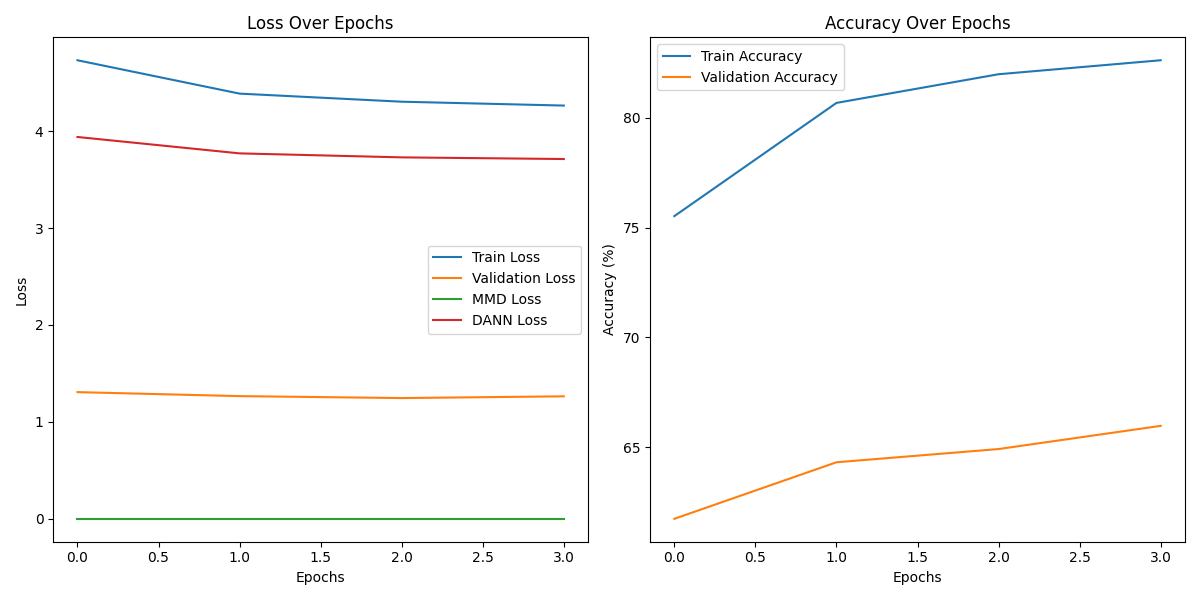 Loss Over Epochs
4
3
2
1
0
Loss
Train Loss
Validation Loss
MMD Loss
DANN Loss
0.0 0.5 1.0 1.5 2.0 2.5 3.0
Epochs
Accuracy Over Epochs
Train Accuracy
Validation Accuracy
80
75
70
65
Accuracy (%)
0.0 0.5 1.0 1.5 2.0 2.5 3.0
Epochs